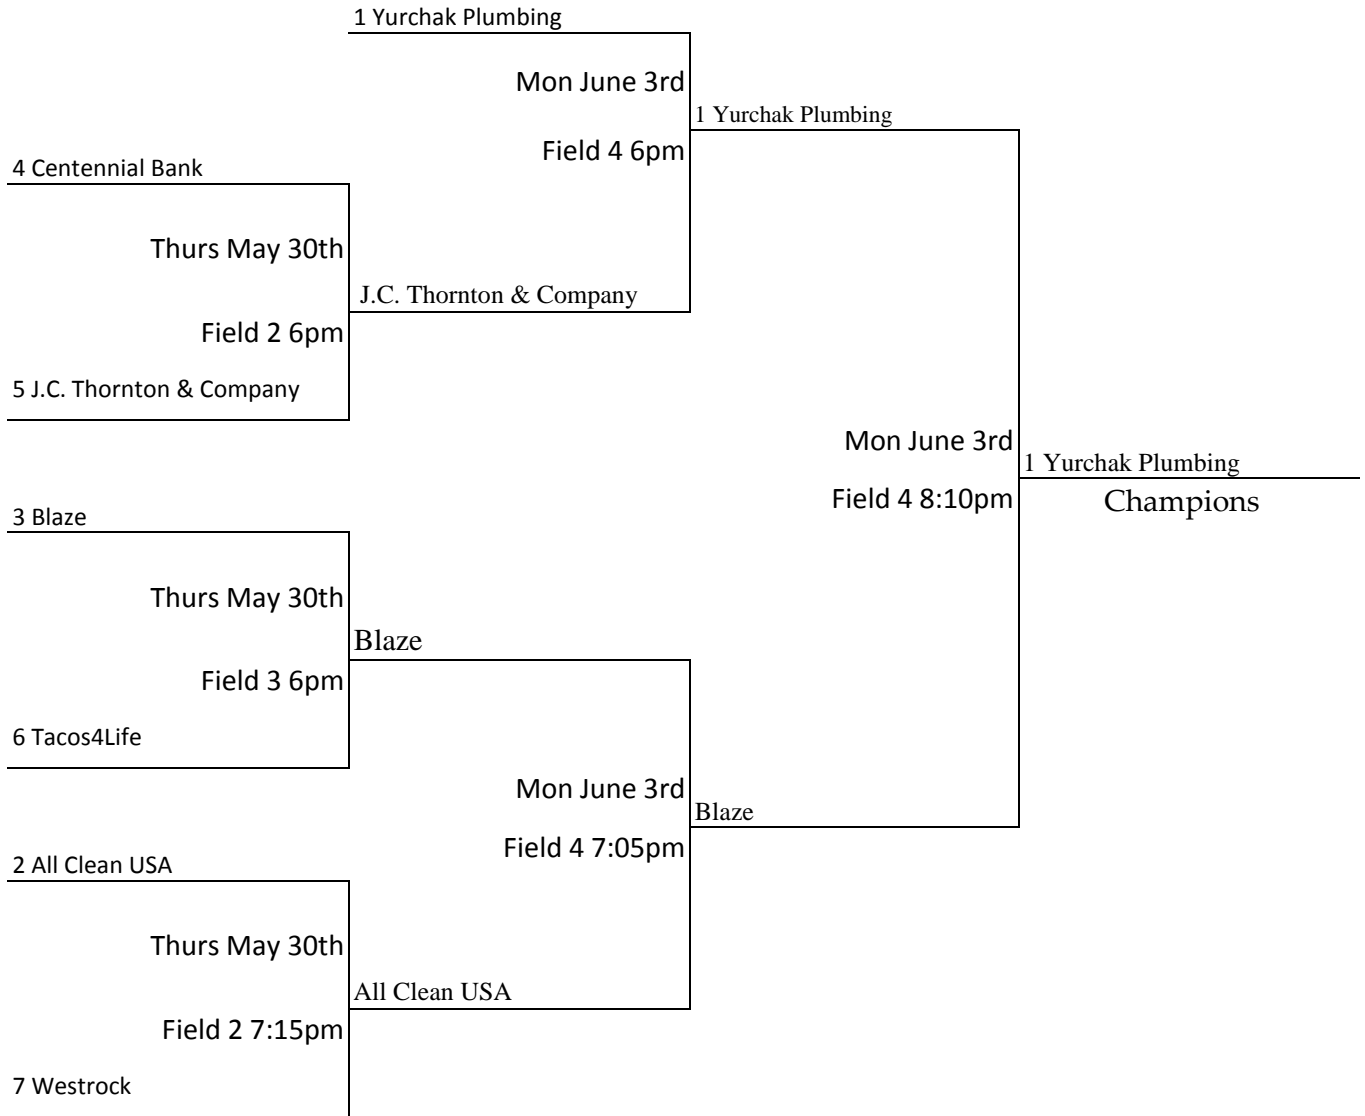 1 Yurchak Plumbing
Mon June 3rd
1 Yurchak Plumbing
Field 4 6pm
4 Centennial Bank
Thurs May 30th
J.C. Thornton & Company
Field 2 6pm
5 J.C. Thornton & Company
Mon June 3rd
1 Yurchak Plumbing
Field 4 8:10pm
Champions
3 Blaze
Thurs May 30th
Blaze
Field 3 6pm
6 Tacos4Life
Mon June 3rd
Blaze
Field 4 7:05pm
2 All Clean USA
Thurs May 30th
All Clean USA
Field 2 7:15pm
7 Westrock